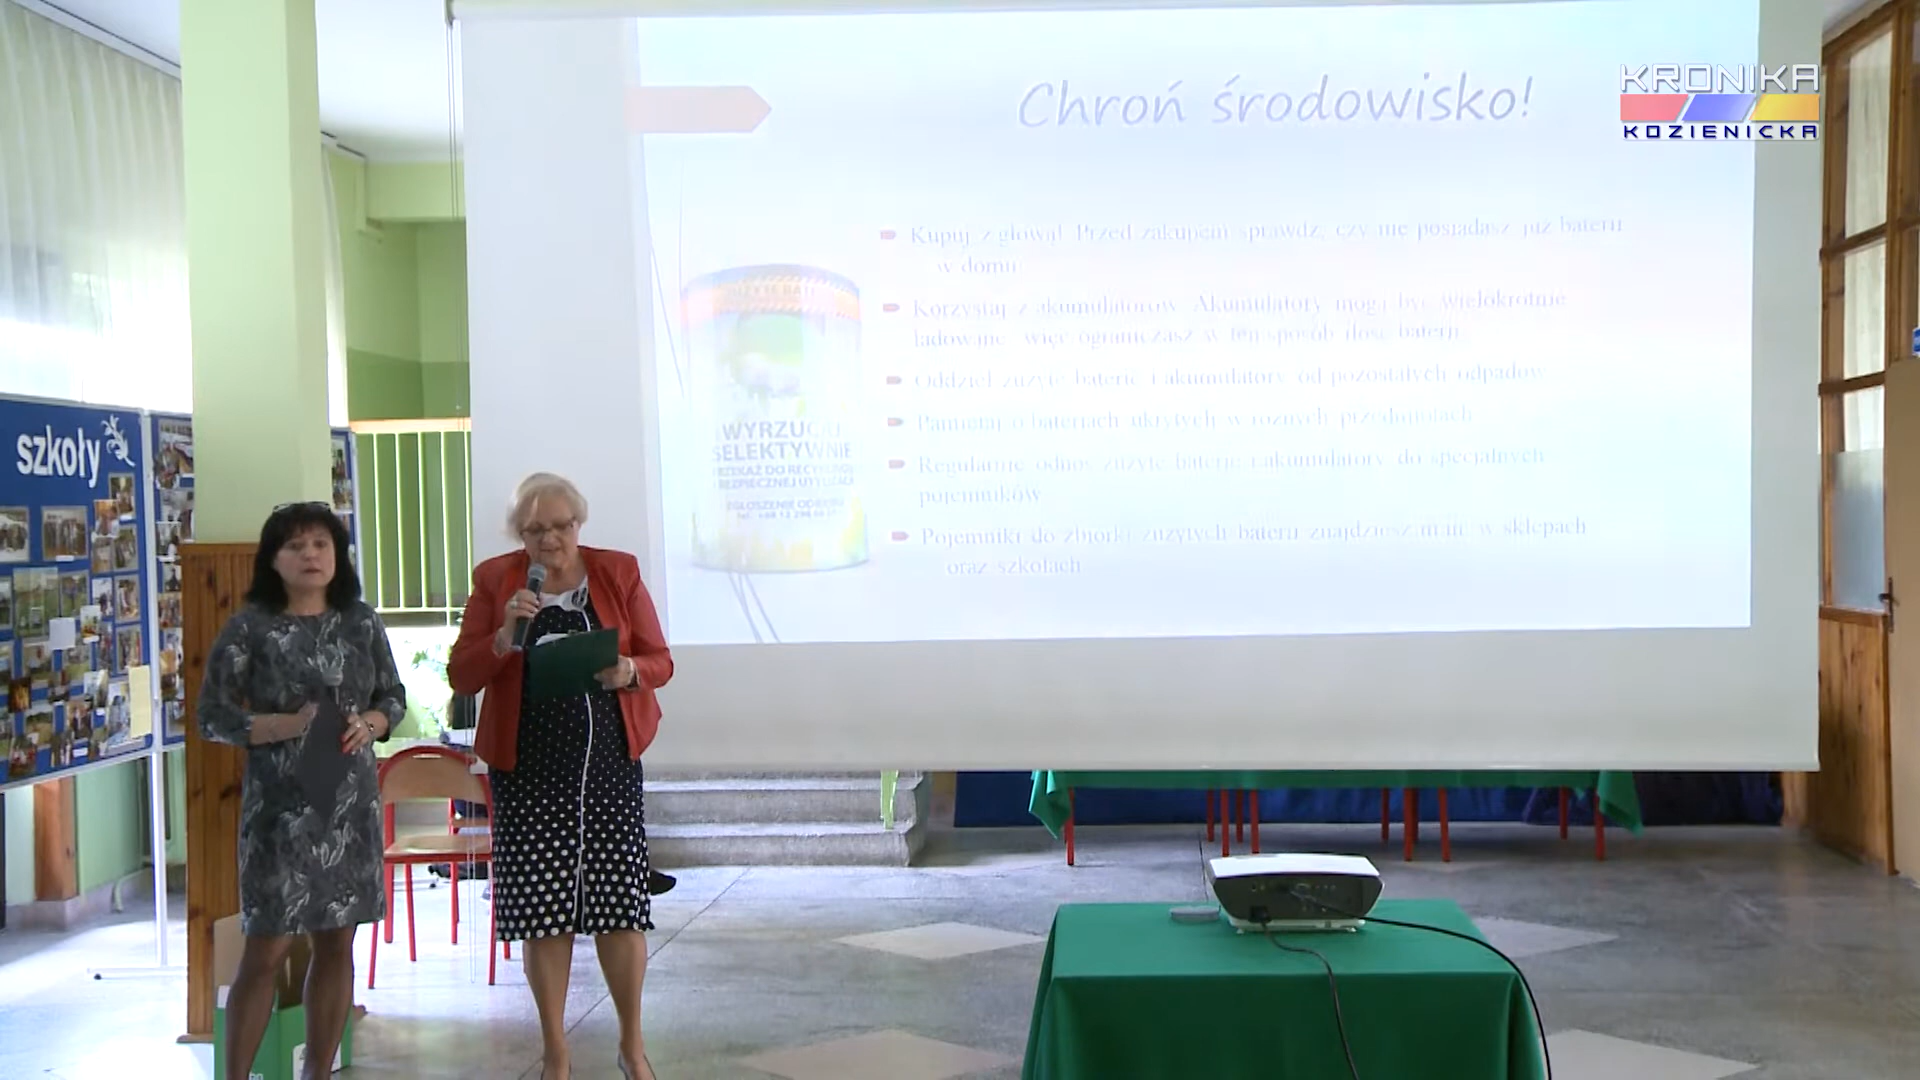 KRONIKA
KOZIENICKA
Chroń środowisko!
Kupuj z głową! Przed zakupem sprawdź, czy nie posiadasz już baterii
w domu
Korzystaj z akumulatorów. Akumulatory mogą być wielokrotnie
ładowane, więc ograniczasz w ten sposób ilość baterii
Oddziel zużyte baterie i akumulatory od pozostałych odpadów
Pamiętaj o bateriach ukrytych w różnych przedmiotach
Regularnie odnoś zużyte baterie i akumulatory do specjalnych
pojemników
Pojemniki do zbiórki zużytych baterii znajdziesz m.in. w sklepach
oraz szkołach
WYRZUCAJ
SELEKTYWNIE
szkoły